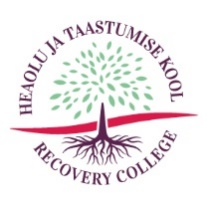 HEAOLU JA TAASTUMISE KOOL
RECOVERY COLLEGE